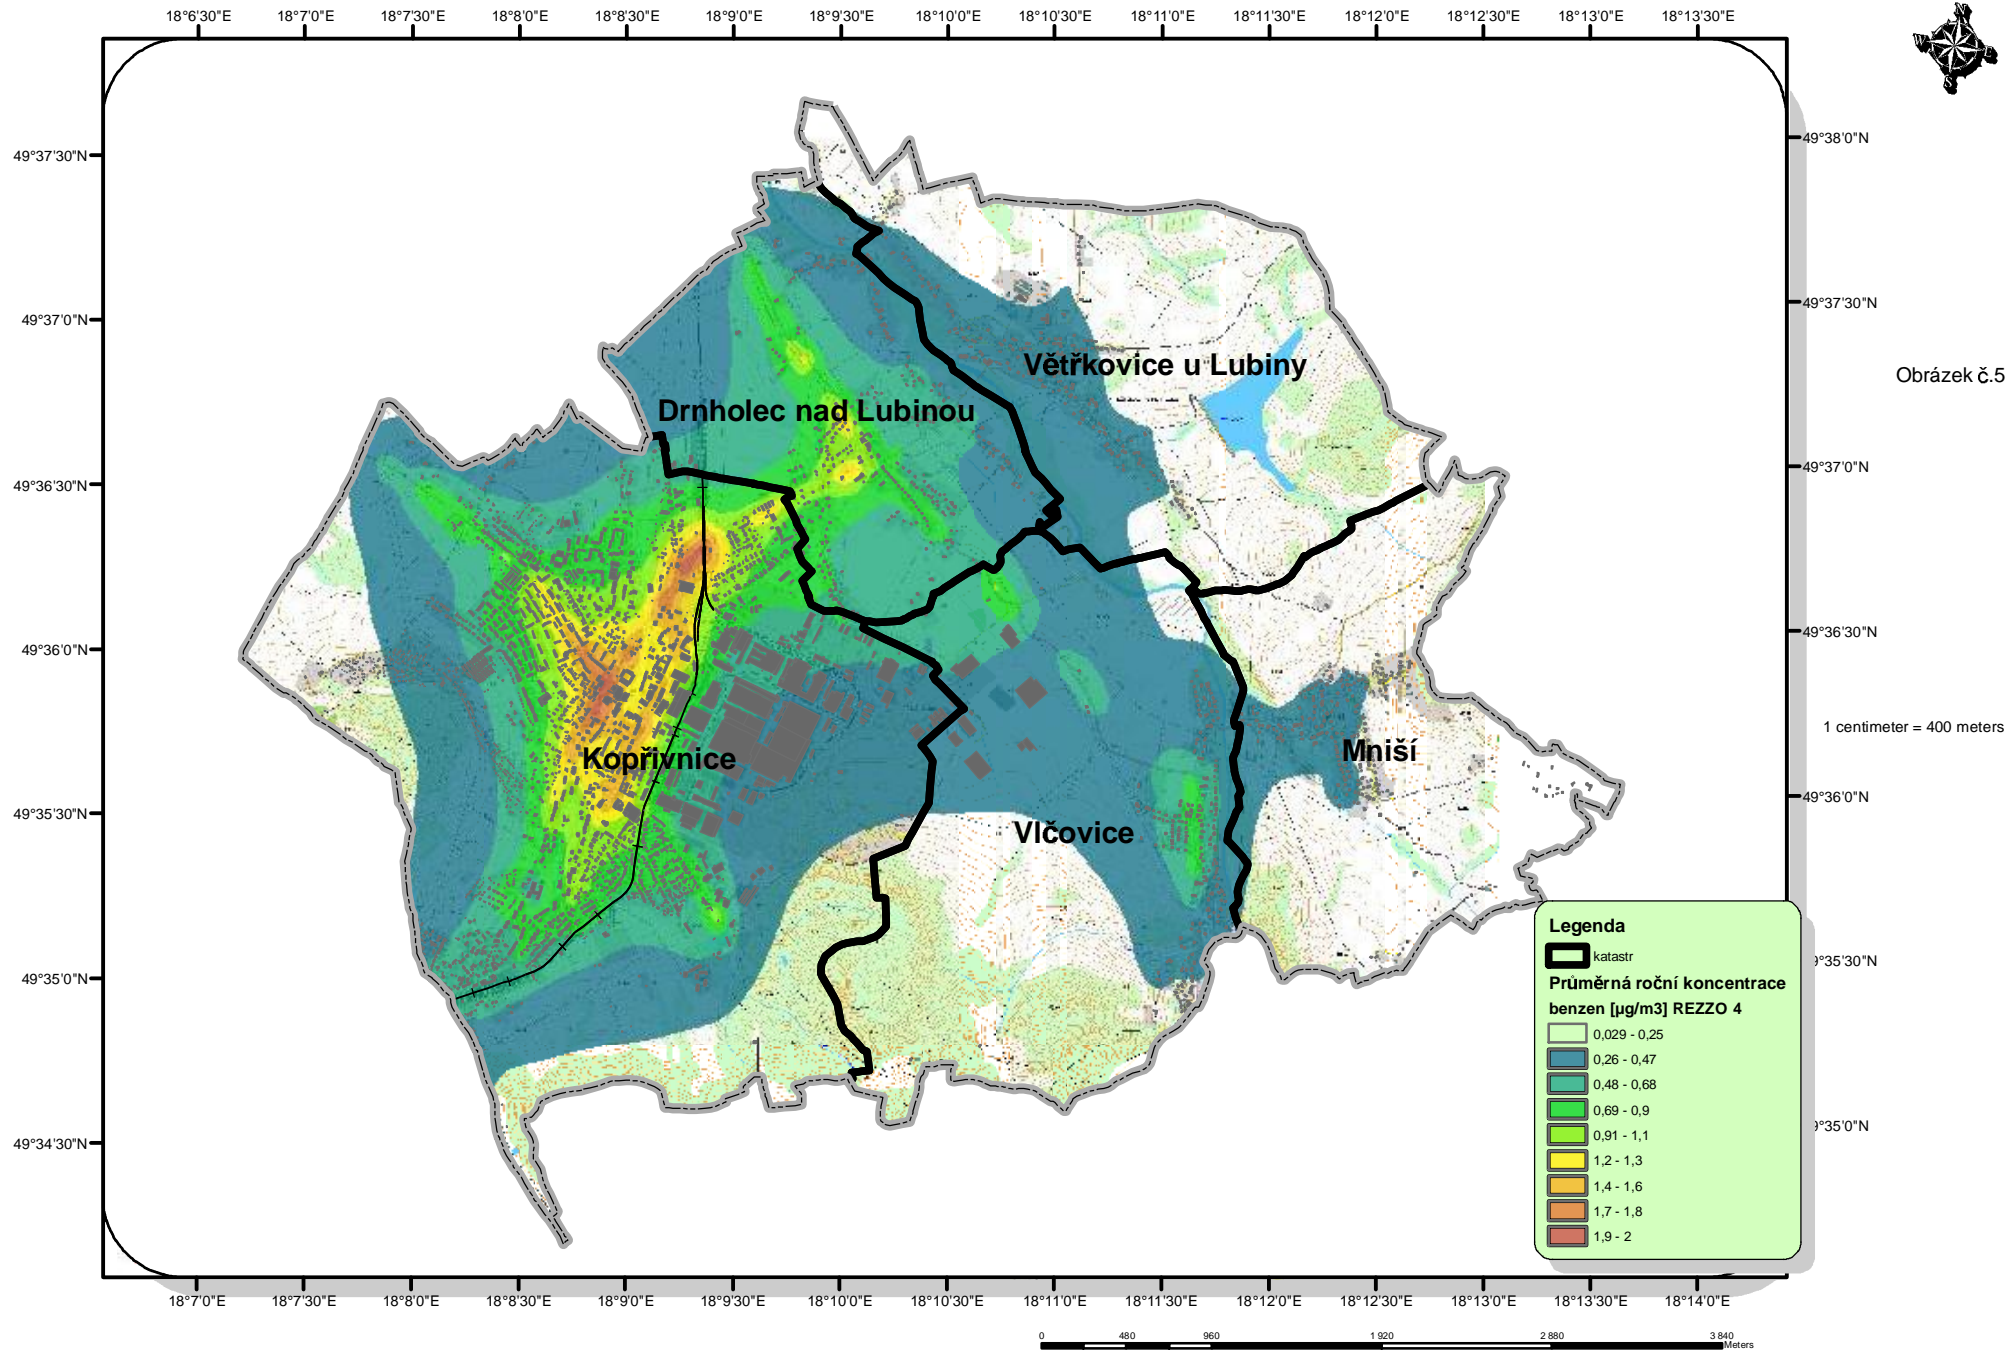 18°6'30"E 18°7'0"E 18°7'30"E 18°8'0"E 18°8'30"E 18°9'0"E 18°9'30"E 18°10'0"E 18°10'30"E 18°11'0"E 18°11'30"E 18°12'0"E 18°12'30"E 18°13'0"E 18°13'30"E
N
W E
S
49°37'30"N 49°38'0"N
49°37'0"N 49°37'30"N
Větřkovice u Lubiny
Obrázek č.5
Drnholec nad Lubinou
49°36'30"N 49°37'0"N
49°36'0"N 49°36'30"N
1 centimeter = 400 meters
Kopřivnice
Mniší
49°35'30"N 49°36'0"N
Vlčovice
Legenda
katastr
Průměrná roční koncentrace
benzen [µg/m3] REZZO 4
0,029 - 0,25
0,26 - 0,47
0,48 - 0,68
0,69 - 0,9
0,91 - 1,1
1,2 - 1,3
1,4 - 1,6
1,7 - 1,8
1,9 - 2
49°35'0"N 9°35'30"N
49°34'30"N 9°35'0"N
18°7'0"E 18°7'30"E 18°8'0"E 18°8'30"E 18°9'0"E 18°9'30"E 18°10'0"E 18°10'30"E 18°11'0"E 18°11'30"E 18°12'0"E 18°12'30"E 18°13'0"E 18°13'30"E 18°14'0"E
0 480 960 1 920 2 880 3 840
Meters